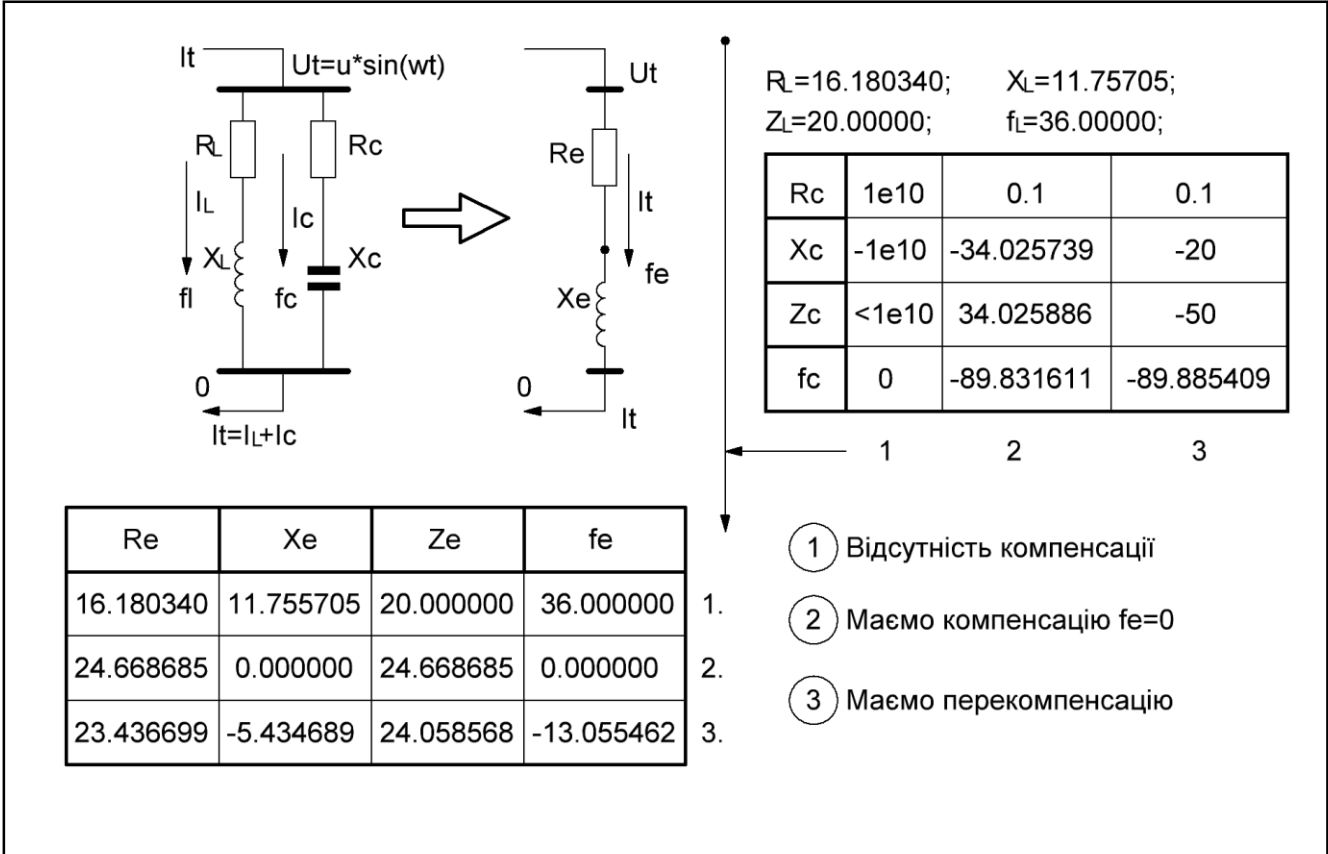 It
Ut=u*sin(wt)
RL
Rc
IL
Ic
XL
Xc
fl
fc
0
It=IL+Ic
Ut
Re
It
fe
Xe
0
It
RL=16.180340; XL=11.75705;
ZL=20.00000; fL=36.00000;
Rc 1e10 0.1 0.1
Xc -1e10 -34.025739 -20
Zc <1e10 34.025886 -50
fc 0 -89.831611 -89.885409
1 2 3
Re Xe Ze fe
16.180340 11.755705 20.000000 36.000000 1.
24.668685 0.000000 24.668685 0.000000 2.
23.436699 -5.434689 24.058568 -13.055462 3.
1 Відсутність компенсації
2 Маємо компенсацію fe=0
3 Маємо перекомпенсацію